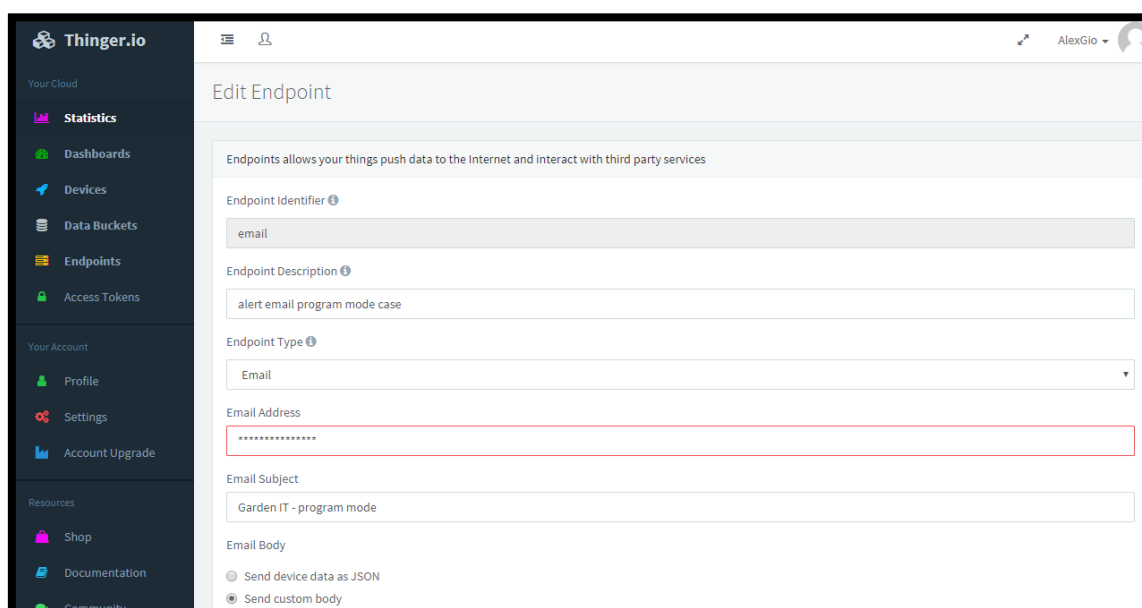 Thinger.io
AlexGio
Your Cloud
Statistics
Dashboards
Devices
Data Buckets
Endpoints
Access Tokens
Your Account
Profile
Settings
Account Upgrade
Resources
Shop
Documentation
Community
Edit Endpoint
Endpoints allows your things push data to the Internet and interact with third party services
Endpoint Identifier
email
Endpoint Description
alert email program mode case
Endpoint Type
Email
Email Address
***************
Email Subject
Garden IT - program mode
Email Body
Send device data as JSON
Send custom body